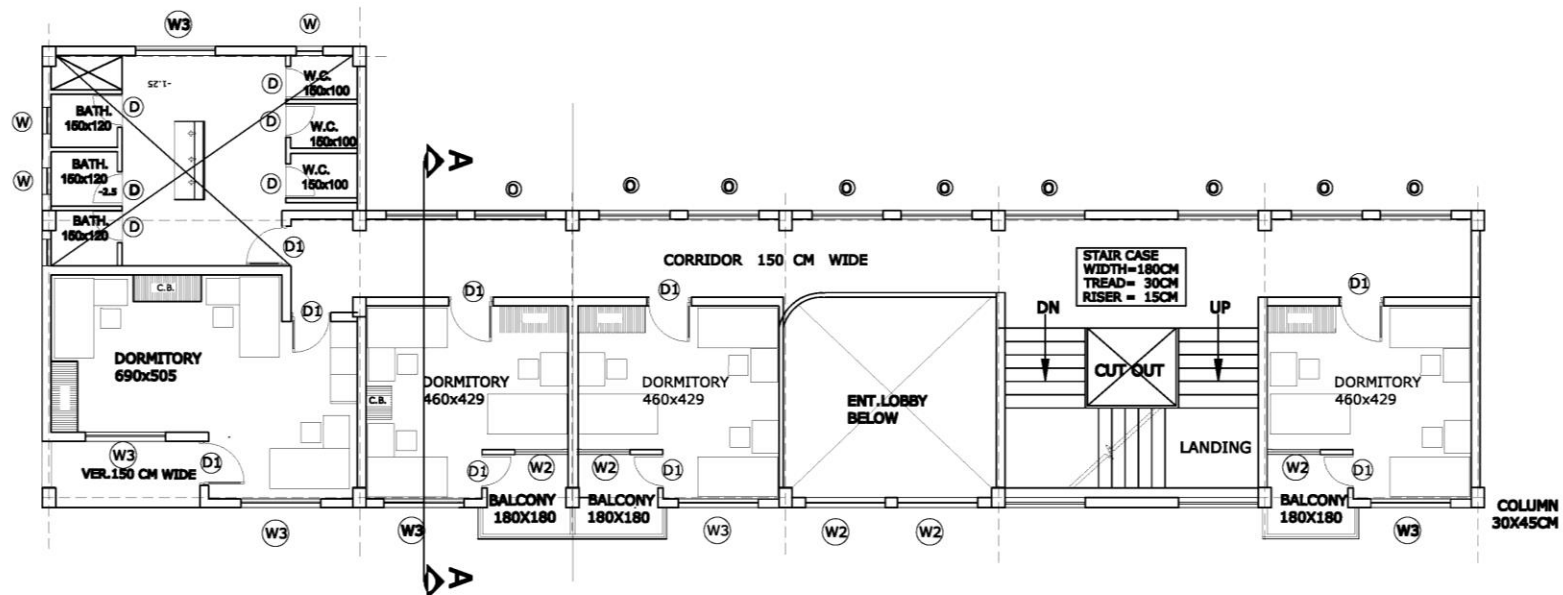 W3
W
-1.25
D
W.C.
150x100
BATH.
150x120
D
D
W.C.
150x100
W
BATH.
150x120
-2.5
D
D
W.C.
150x100
W
BATH.
150x120
D
D1
A
O
O
O
O
O
O
O
O
O
CORRIDOR 150 CM WIDE
STAIR CASE
WIDTH=180CM
TREAD= 30CM
RISER = 15CM
C.B.
D1
D1
D1
DN
UP
D1
DORMITORY
690x505
DORMITORY
460x429
C.B.
DORMITORY
460x429
ENT.LOBBY
BELOW
CUT OUT
LANDING
DORMITORY
460x429
W3
D1
VER.150 CM WIDE
D1
W2
W2
D1
W2
D1
BALCONY
180X180
BALCONY
180X180
BALCONY
180X180
COLUMN
30X45CM
W3
W3
W3
W2
W2
W3
A